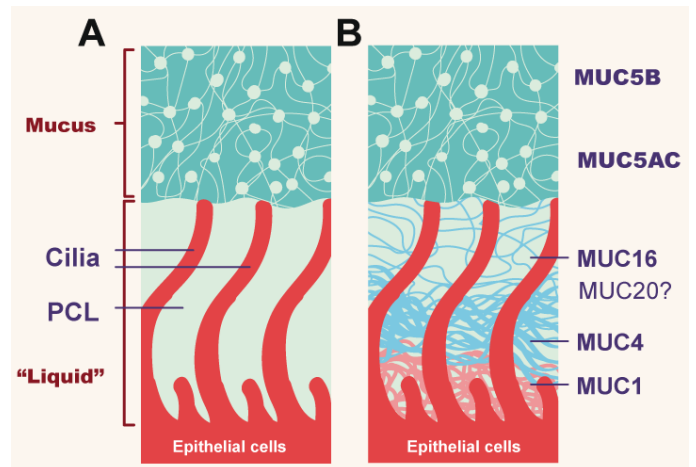 A
B
Mucus
Cilia
PCL
“Liquid”
Epithelial cells
MUC5B
MUC5AC
MUC16
MUC20?
MUC4
MUC1
Epithelial cells